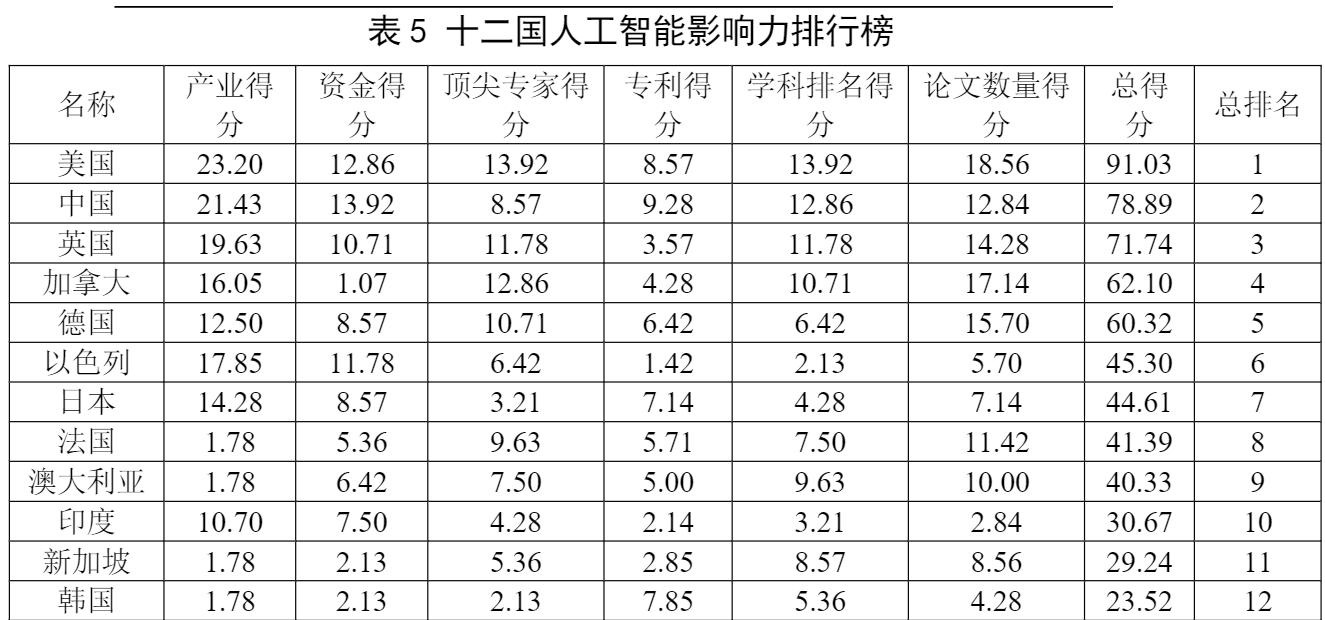 表 5 十二国人工智能影响力排行榜
名称 产业得分 资金得分 顶尖专家得分 专利得分 学科排名得分 论文数量得分 总得分 总排名
美国 23.20 12.86 13.92 8.57 13.92 18.56 91.03 1
中国 21.43 13.92 8.57 9.28 12.86 12.84 78.89 2
英国 19.63 10.71 11.78 3.57 11.78 14.28 71.74 3
加拿大 16.05 1.07 12.86 4.28 10.71 17.14 62.10 4
德国 12.50 8.57 10.71 6.42 6.42 15.70 60.32 5
以色列 17.85 11.78 6.42 1.42 2.13 5.70 45.30 6
日本 14.28 8.57 3.21 7.14 4.28 7.14 44.61 7
法国 1.78 5.36 9.63 5.71 7.50 11.42 41.39 8
澳大利亚 1.78 6.42 7.50 5.00 9.63 10.00 40.33 9
印度 10.70 7.50 4.28 2.14 3.21 2.84 30.67 10
新加坡 1.78 2.13 5.36 2.85 8.57 8.56 29.24 11
韩国 1.78 2.13 2.13 7.85 5.36 4.28 23.52 12